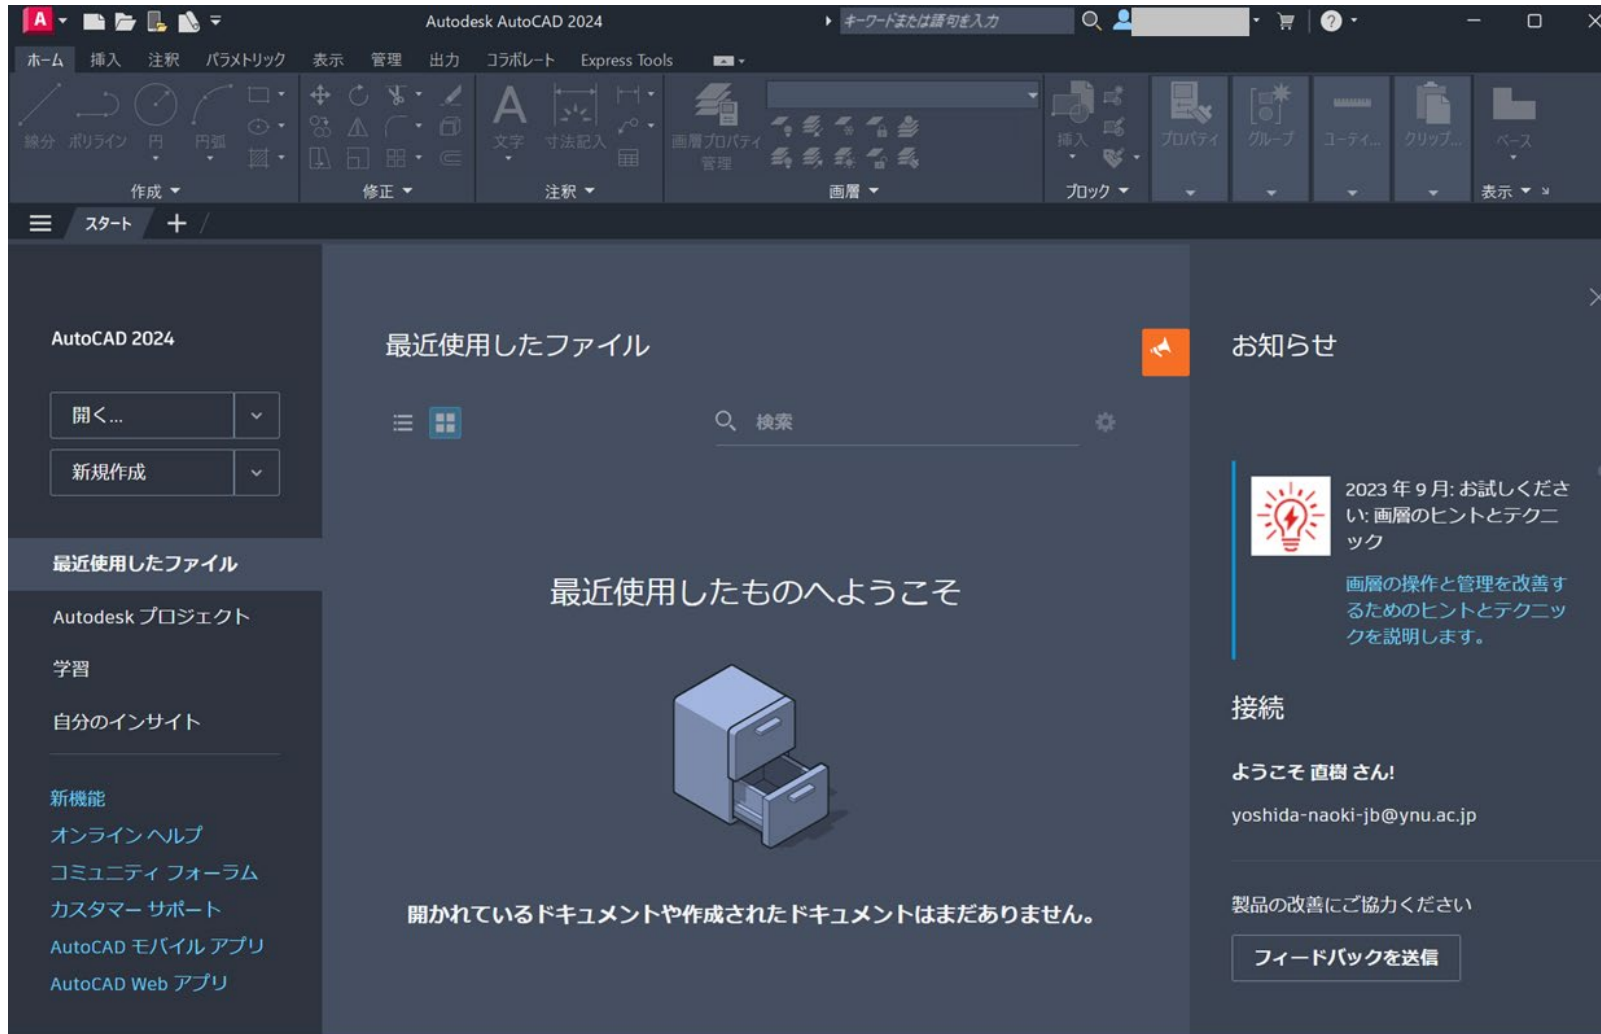 A
Autodesk AutoCAD 2024
キーワードまたは語句を入力
?
ホーム 挿入 注釈 パラメトリック 表示 管理 出力 コラボレート Express Tools
線分 ポリライン 円 円弧
A
文字 寸法記入
画層プロパティ
管理
挿入
プロパティ
グループ
ユーティ...
クリップ...
ベース
作成
修正
注釈
画層
ブロック
表示
スタート
AutoCAD 2024
開く...
新規作成
最近使用したファイル
Autodesk プロジェクト
学習
自分のインサイト
新機能
オンライン ヘルプ
コミュニティ フォーラム
カスタマー サポート
AutoCAD モバイル アプリ
AutoCAD Web アプリ
最近使用したファイル
検索
最近使用したものへようこそ
開かれているドキュメントや作成されたドキュメントはまだありません。
お知らせ
2023 年 9 月: お試しくださ
い: 画層のヒントとテクニ
ック
画層の操作と管理を改善す
るためのヒントとテクニッ
クを説明します。
接続
ようこそ 直樹 さん!
yoshida-naoki-jb@ynu.ac.jp
製品の改善にご協力ください
フィードバックを送信